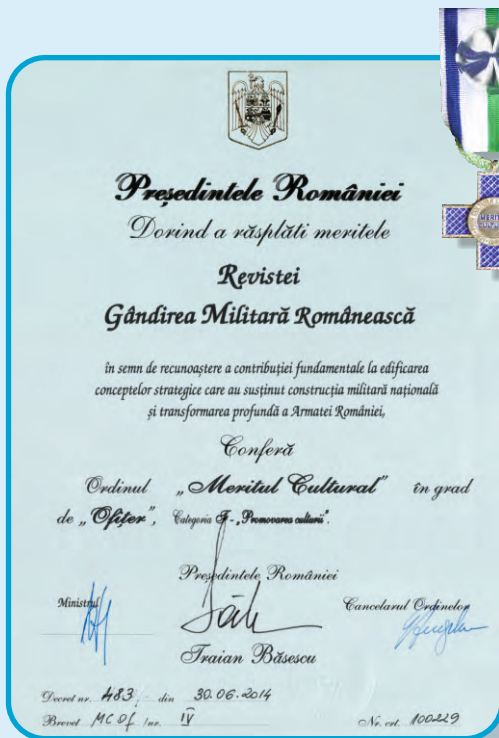 Președintele României
Dorind a răsplăti meritele
Revistei
Gândirea Militară Românească
în semn de recunoaștere a contribuției fundamentale la edificarea
conceptelor strategice care au susținut construcția militară națională
și transformarea profundă a Armatei României,
Conferă
Ordinul „Meritul Cultural” în grad
de „Ofițer”, Categoria F - „Promovarea culturii”.
Președintele României
Ministrul
Cancelarul Ordinelor
Traian Băsescu
Decret nr. 483, din 30.06.2014
Brevet MCOf nr. IV
Nr. crt. 100229